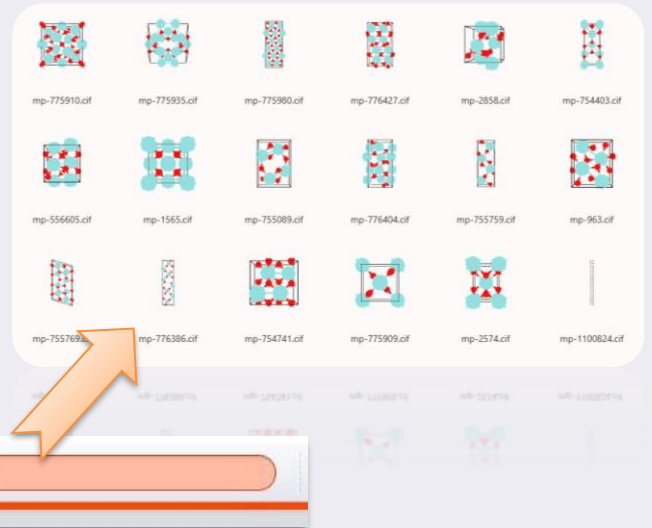 mp-775910.cif mp-775935.cif mp-775980.cif mp-776427.cif mp-2858.cif mp-754403.cif
mp-556605.cif mp-1565.cif mp-755089.cif mp-776404.cif mp-755759.cif mp-963.cif
mp-776386.cif mp-754741.cif mp-775909.cif mp-2574.cif mp-1100824.cif